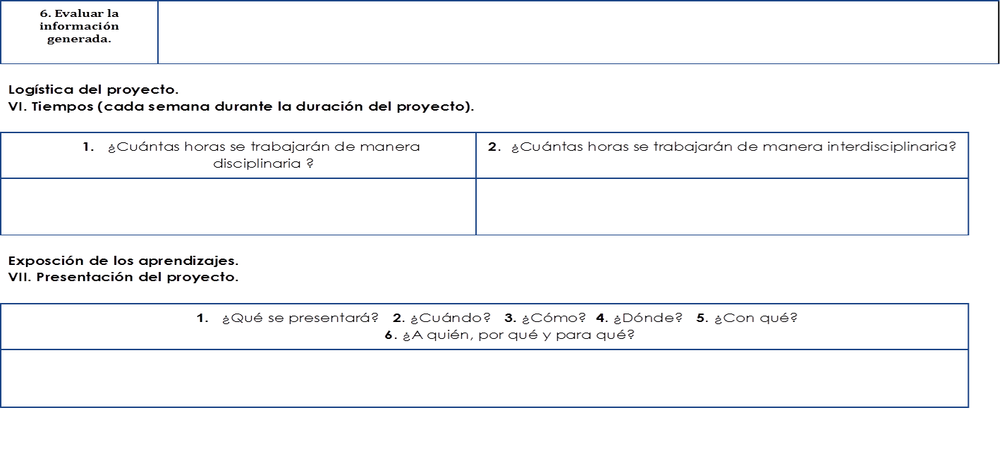 6. Evaluar la
información
generada.
Logística del proyecto.
VI. Tiempos (cada semana durante la duración del proyecto).
1. ¿Cuántas horas se trabajarán de manera
disciplinaria ?
2. ¿Cuántas horas se trabajarán de manera interdisciplinaria?
Exposción de los aprendizajes.
VII. Presentación del proyecto.
1. ¿Qué se presentará? 2. ¿Cuándo? 3. ¿Cómo? 4. ¿Dónde? 5. ¿Con qué?
6. ¿A quién, por qué y para qué?